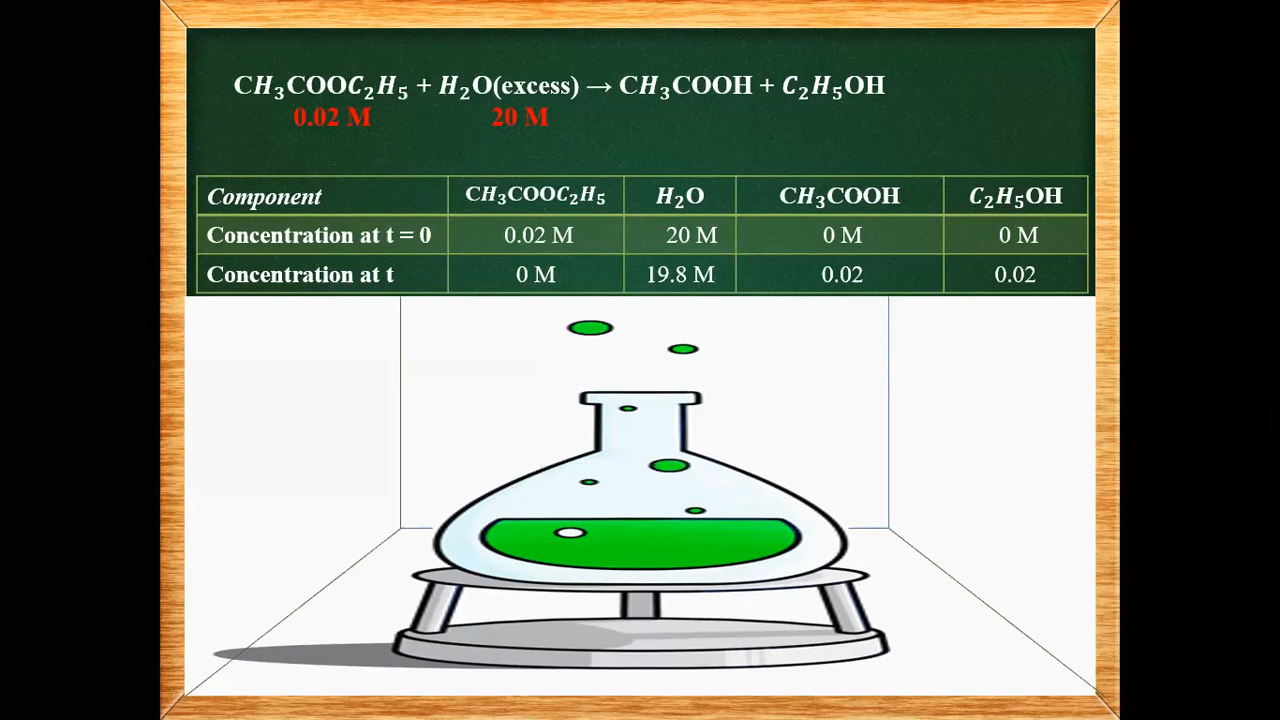 CH₃COOC₂H₅ + H₂O(excess) → CH₃COOH + C₂H₅OH
0.02 M 20 M
Component CH₃COOC₂H₅ H₂O CH₃COOH C₂H₅OH
Concentration at t = 0 0.02 M 20 M 0 M 0 M
Concentration at t 0 M 19.8 M 0.02 0.02